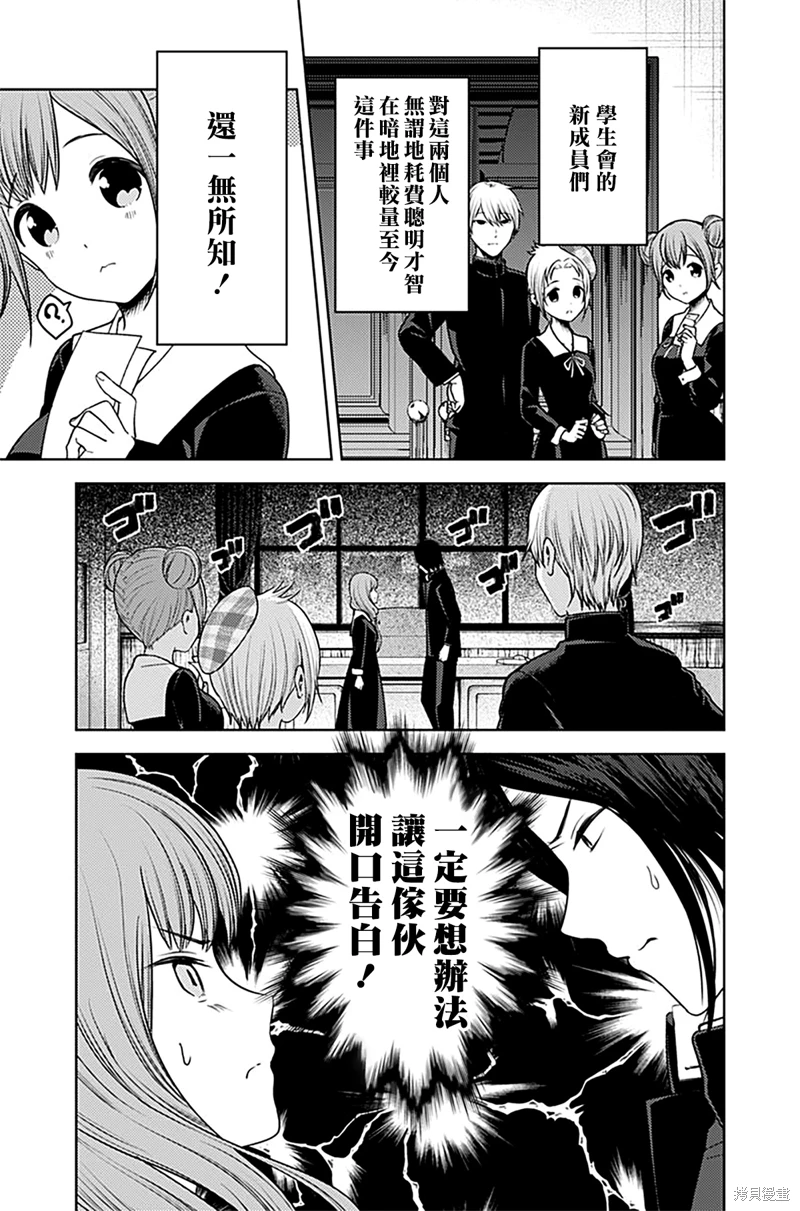 學生會的
新成員們
對這兩個人
無謂地耗費聰明才智
在暗地裡較量至今
這件事
還一無所知！
?
ゴ
ゴ
ゴ
ゴ
ゴ
ゴ
一定要想辦法
讓這傢伙
開口告白！
拷貝漫畫